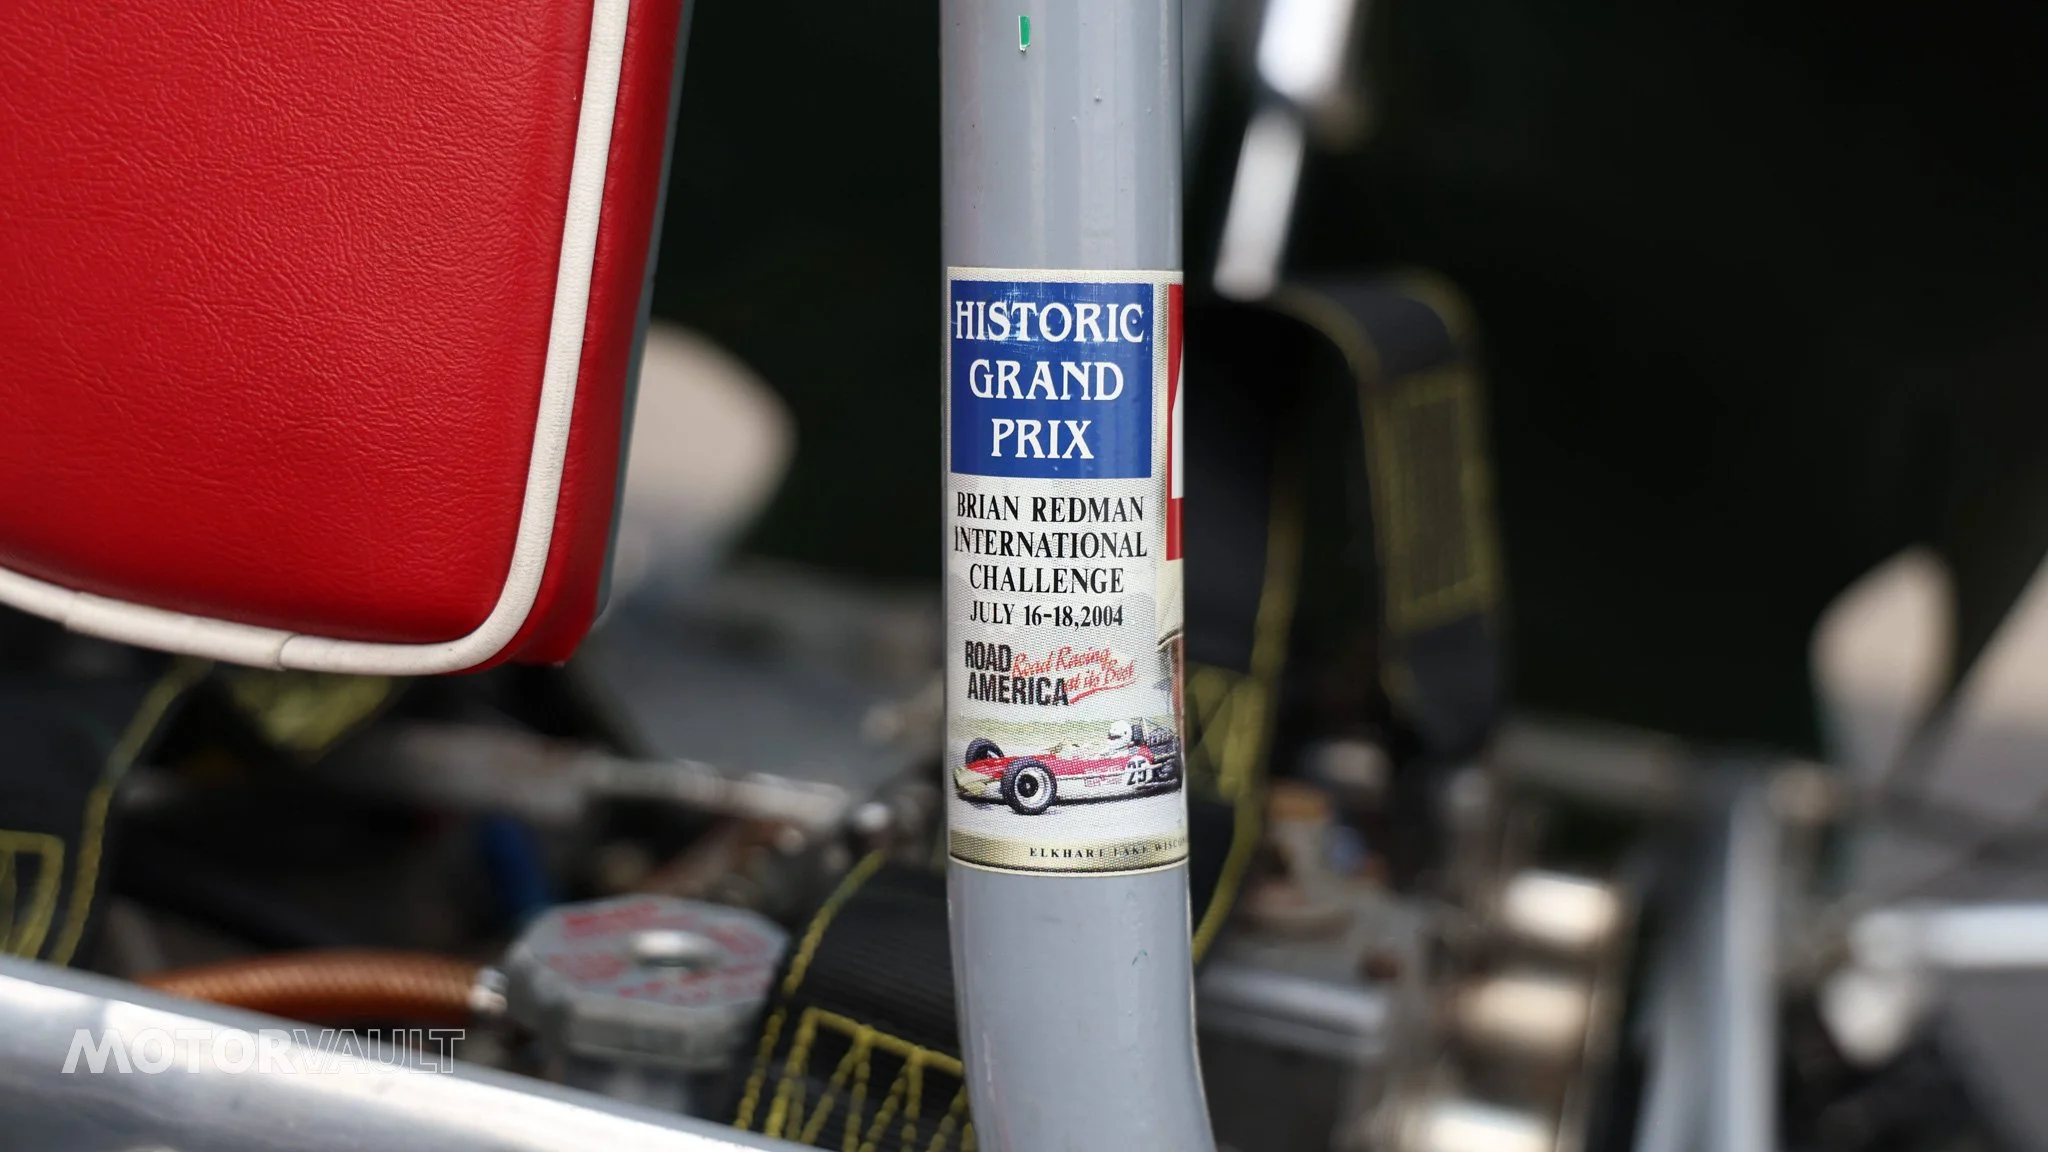 HISTORIC
GRAND
PRIX
BRIAN REDMAN
INTERNATIONAL
CHALLENGE
JULY 16-18,2004
ROAD
AMERICA
Road Racing
at its Best
25
ELKHART LAKE
MOTORVAULT